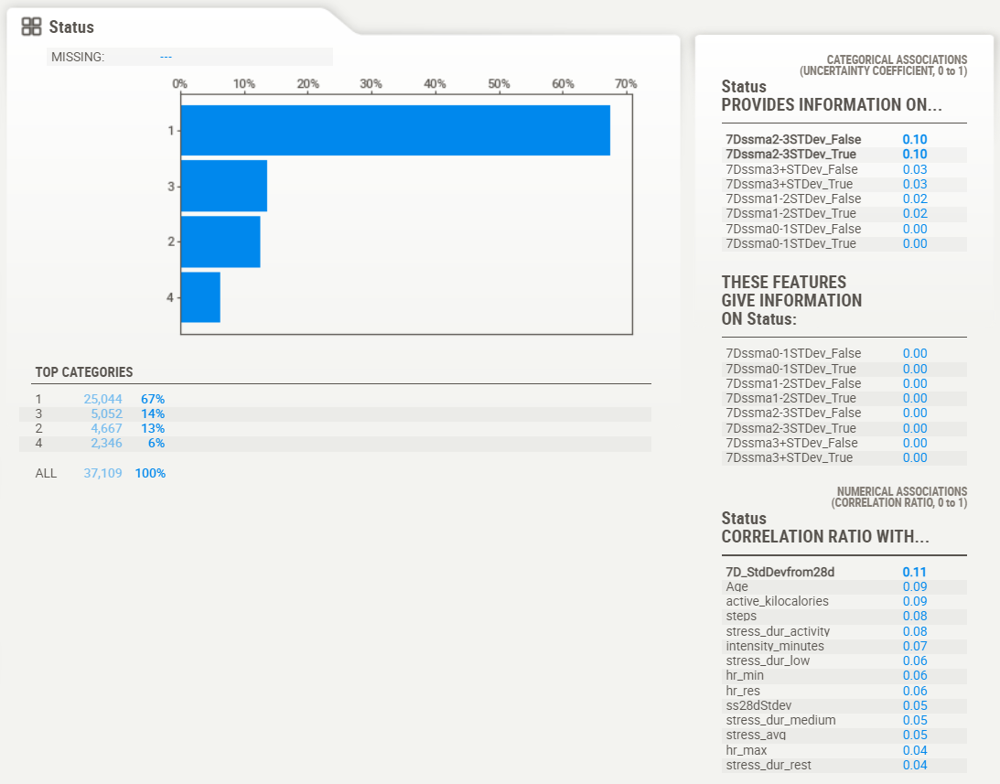 Status
MISSING: ---
0% 10% 20% 30% 40% 50% 60% 70%
1
3
2
4
TOP CATEGORIES
1 25,044 67%
3 5,052 14%
2 4,667 13%
4 2,346 6%
ALL 37,109 100%
CATEGORICAL ASSOCIATIONS
(UNCERTAINTY COEFFICIENT, 0 to 1)
Status
PROVIDES INFORMATION ON...
7Dssma2-3STDev_False 0.10
7Dssma2-3STDev_True 0.10
7Dssma3+STDev_False 0.03
7Dssma3+STDev_True 0.03
7Dssma1-2STDev_False 0.02
7Dssma1-2STDev_True 0.02
7Dssma0-1STDev_False 0.00
7Dssma0-1STDev_True 0.00
THESE FEATURES
GIVE INFORMATION
ON Status:
7Dssma0-1STDev_False 0.00
7Dssma0-1STDev_True 0.00
7Dssma1-2STDev_False 0.00
7Dssma1-2STDev_True 0.00
7Dssma2-3STDev_False 0.00
7Dssma2-3STDev_True 0.00
7Dssma3+STDev_False 0.00
7Dssma3+STDev_True 0.00
NUMERICAL ASSOCIATIONS
(CORRELATION RATIO, 0 to 1)
Status
CORRELATION RATIO WITH...
7D_StdDevfrom28d 0.11
Age 0.09
active_kilocalories 0.09
steps 0.08
stress_dur_activity 0.08
intensity_minutes 0.07
stress_dur_low 0.06
hr_min 0.06
hr_res 0.06
ss28dStdev 0.05
stress_dur_medium 0.05
stress_avg 0.05
hr_max 0.04
stress_dur_rest 0.04